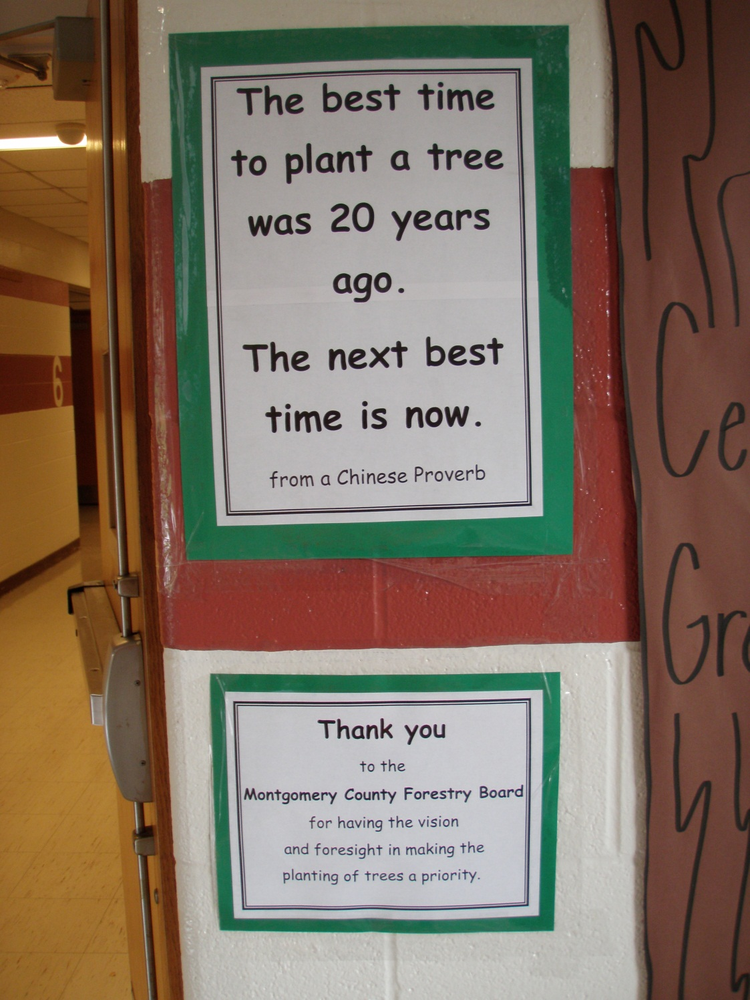 The best time
to plant a tree
was 20 years
ago.
The next best
time is now.
from a Chinese Proverb
Thank you
to the
Montgomery County Forestry Board
for having the vision
and foresight in making the
planting of trees a priority.
6